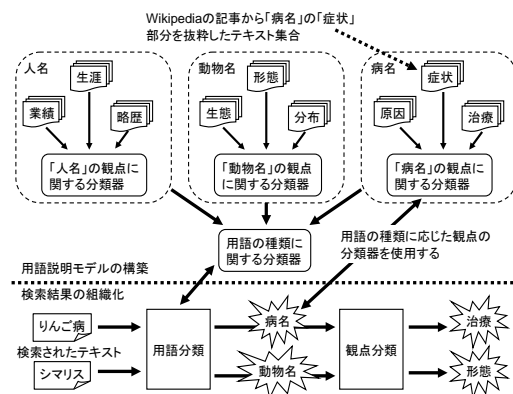 Wikipediaの記事から「病名」の「症状」
部分を抜粋したテキスト集合
人名
生涯
業績
略歴
「人名」の観点に
関する分類器
動物名
形態
生態
分布
「動物名」の観点
に関する分類器
病名
症状
原因
治療
「病名」の観点に
関する分類器
用語の種類に
関する分類器
用語の種類に応じた観点の
分類器を使用する
用語説明モデルの構築
検索結果の組織化
りんご病
検索されたテキスト
シマリス
用語分類
病名
動物名
観点分類
治療
形態